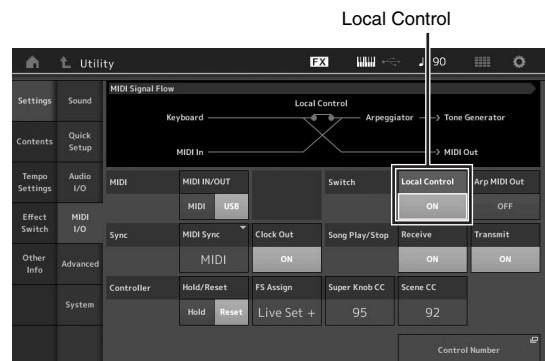 Local Control
Utility FX 90
Settings
Contents
Tempo Settings
Effect Switch
Other Info
Sound
Quick Setup
Audio I/O
MIDI I/O
Advanced
System
MIDI Signal Flow
Local Control
Keyboard Arpeggiator Tone Generator
MIDI In MIDI Out
MIDI MIDI IN/OUT Switch Local Control Arp MIDI Out
MIDI USB ON OFF
Sync MIDI Sync Clock Out Song Play/Stop Receive Transmit
MIDI ON ON ON
Controller Hold/Reset FS Assign Super Knob CC Scene CC
Hold Reset Live Set + 95 92
Control Number